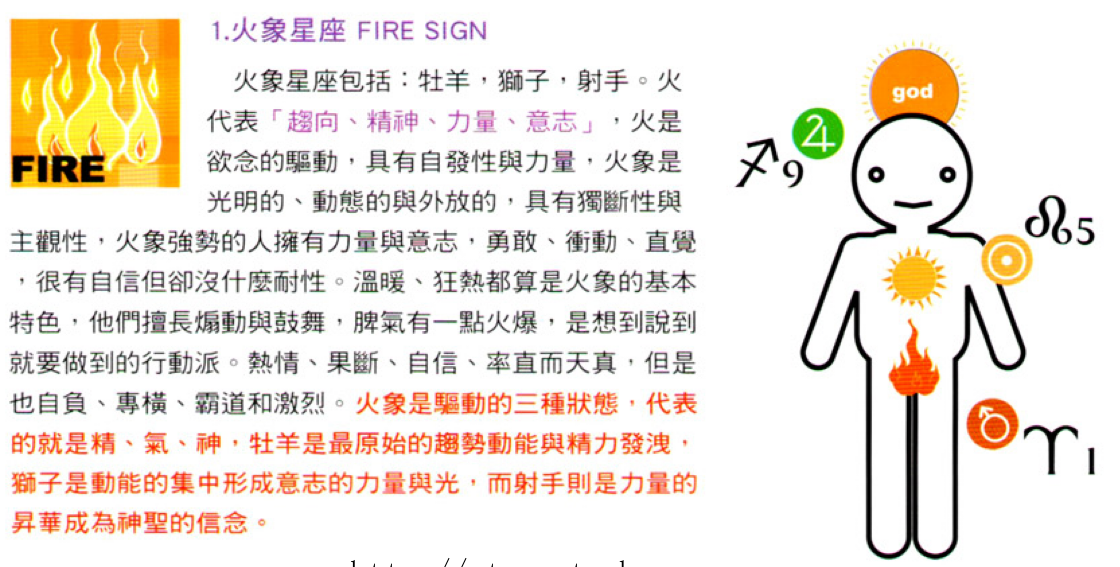 1.火象星座 FIRE SIGN
火象星座包括：牡羊，獅子，射手。火
代表「趨向、精神、力量、意志」，火是
欲念的驅動，具有自發性與力量，火象是
光明的、動態的與外放的，具有獨斷性與
主觀性，火象強勢的人擁有力量與意志，勇敢、衝動、直覺
，很有自信但卻沒什麼耐性。溫暖、狂熱都算是火象的基本
特色，他們擅長煽動與鼓舞，脾氣有一點火爆，是想到說到
就要做到的行動派。熱情、果斷、自信、率直而天真，但是
也自負、專橫、霸道和激烈。火象是驅動的三種狀態，代表
的就是精、氣、神，牡羊是最原始的趨勢動能與精力發洩，
獅子是動能的集中形成意志的力量與光，而射手則是力量的
昇華成為神聖的信念。
FIRE
god
♃
♐9
♌5
☉
♂
♈1